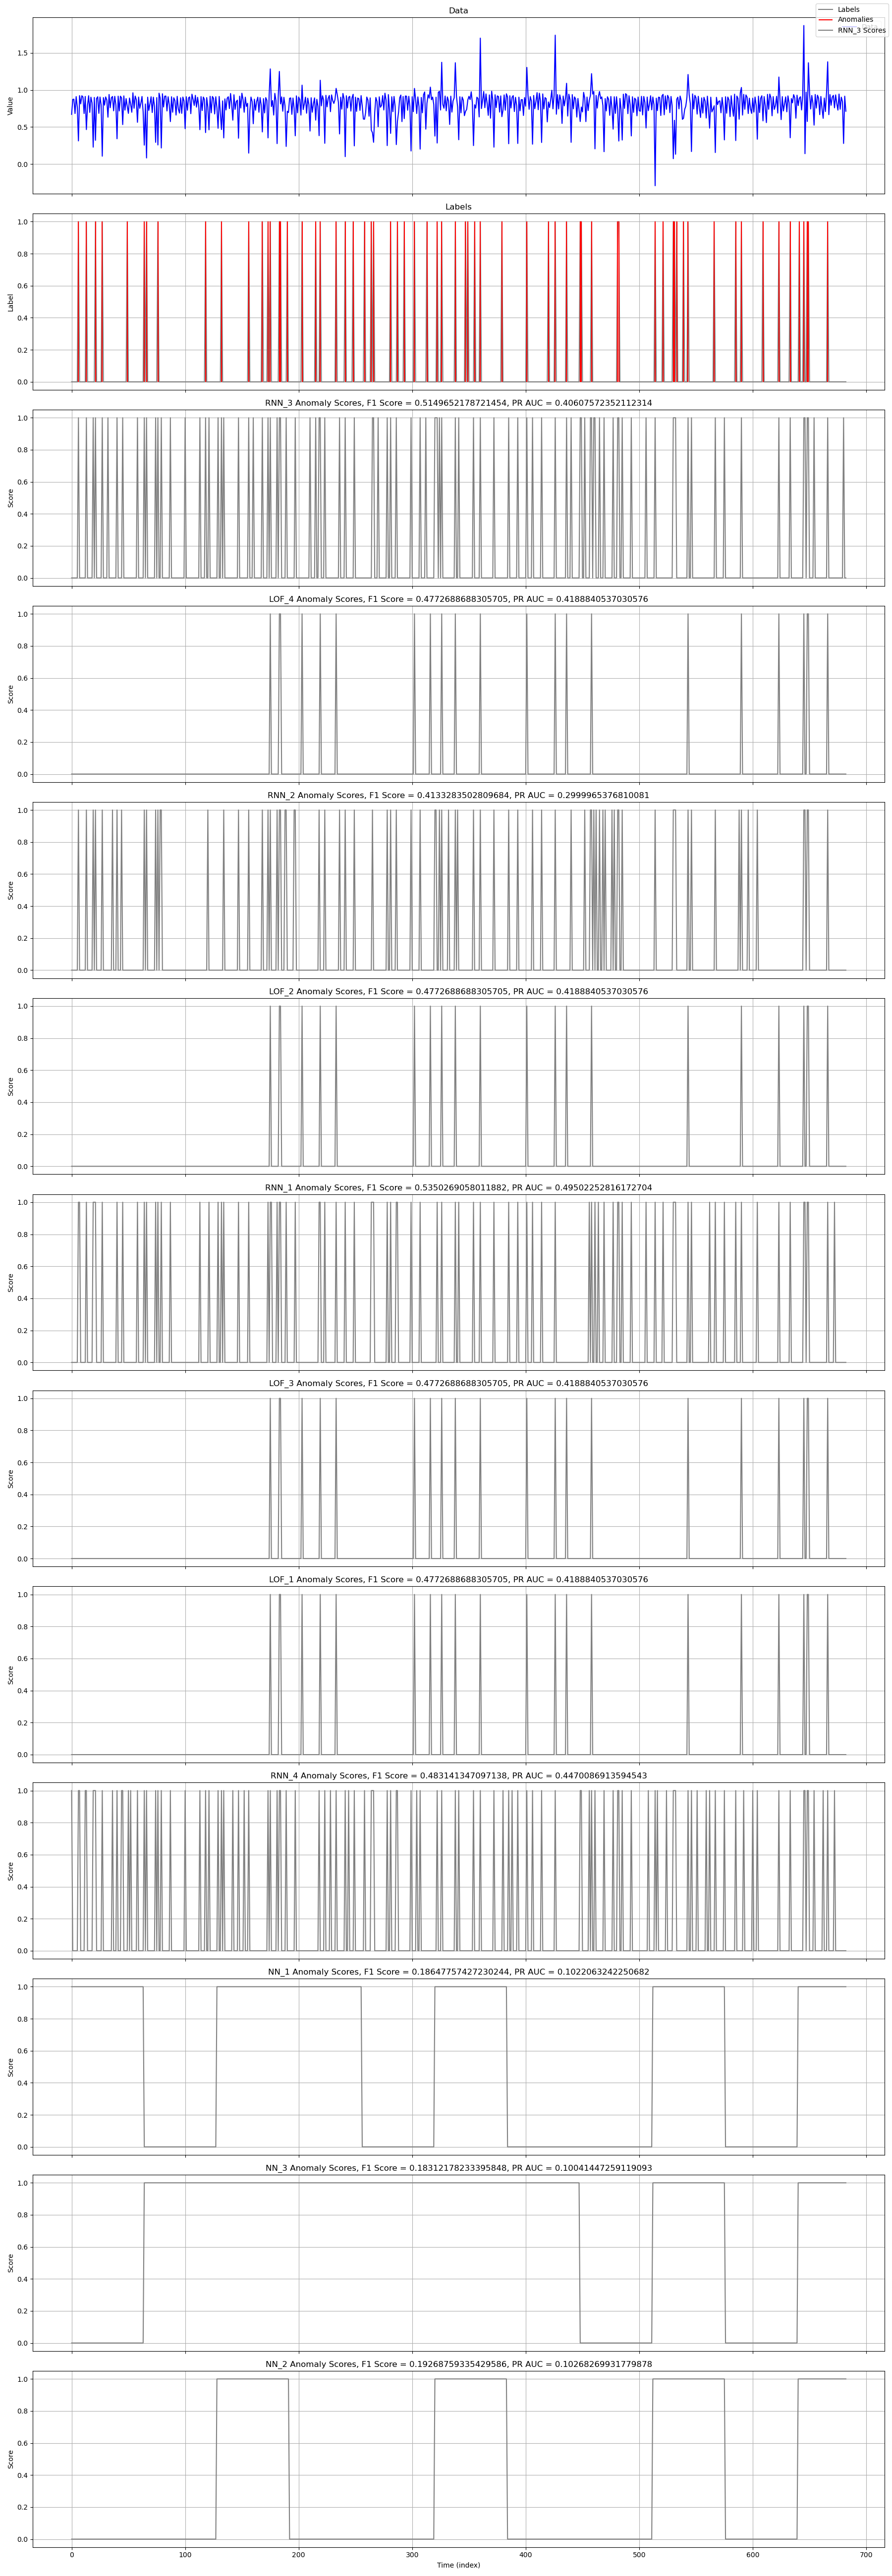 Data
Labels
Anomalies
RNN_3 Scores
Value
1.5
1.0
0.5
0.0
Labels
Label
1.0
0.8
0.6
0.4
0.2
0.0
RNN_3 Anomaly Scores, F1 Score = 0.5149652178721454, PR AUC = 0.40607572352112314
Score
1.0
0.8
0.6
0.4
0.2
0.0
LOF_4 Anomaly Scores, F1 Score = 0.4772688688305705, PR AUC = 0.4188840537030576
Score
1.0
0.8
0.6
0.4
0.2
0.0
RNN_2 Anomaly Scores, F1 Score = 0.4133283502809684, PR AUC = 0.2999965376810081
Score
1.0
0.8
0.6
0.4
0.2
0.0
LOF_2 Anomaly Scores, F1 Score = 0.4772688688305705, PR AUC = 0.4188840537030576
Score
1.0
0.8
0.6
0.4
0.2
0.0
RNN_1 Anomaly Scores, F1 Score = 0.5350269058011882, PR AUC = 0.49502252816172704
Score
1.0
0.8
0.6
0.4
0.2
0.0
LOF_3 Anomaly Scores, F1 Score = 0.4772688688305705, PR AUC = 0.4188840537030576
Score
1.0
0.8
0.6
0.4
0.2
0.0
LOF_1 Anomaly Scores, F1 Score = 0.4772688688305705, PR AUC = 0.4188840537030576
Score
1.0
0.8
0.6
0.4
0.2
0.0
RNN_4 Anomaly Scores, F1 Score = 0.483141347097138, PR AUC = 0.4470086913594543
Score
1.0
0.8
0.6
0.4
0.2
0.0
NN_1 Anomaly Scores, F1 Score = 0.18647757427230244, PR AUC = 0.1022063242250682
Score
1.0
0.8
0.6
0.4
0.2
0.0
NN_3 Anomaly Scores, F1 Score = 0.18312178233395848, PR AUC = 0.10041447259119093
Score
1.0
0.8
0.6
0.4
0.2
0.0
NN_2 Anomaly Scores, F1 Score = 0.19268759335429586, PR AUC = 0.10268269931779878
Score
1.0
0.8
0.6
0.4
0.2
0.0
0 100 200 300 400 500 600 700
Time (index)